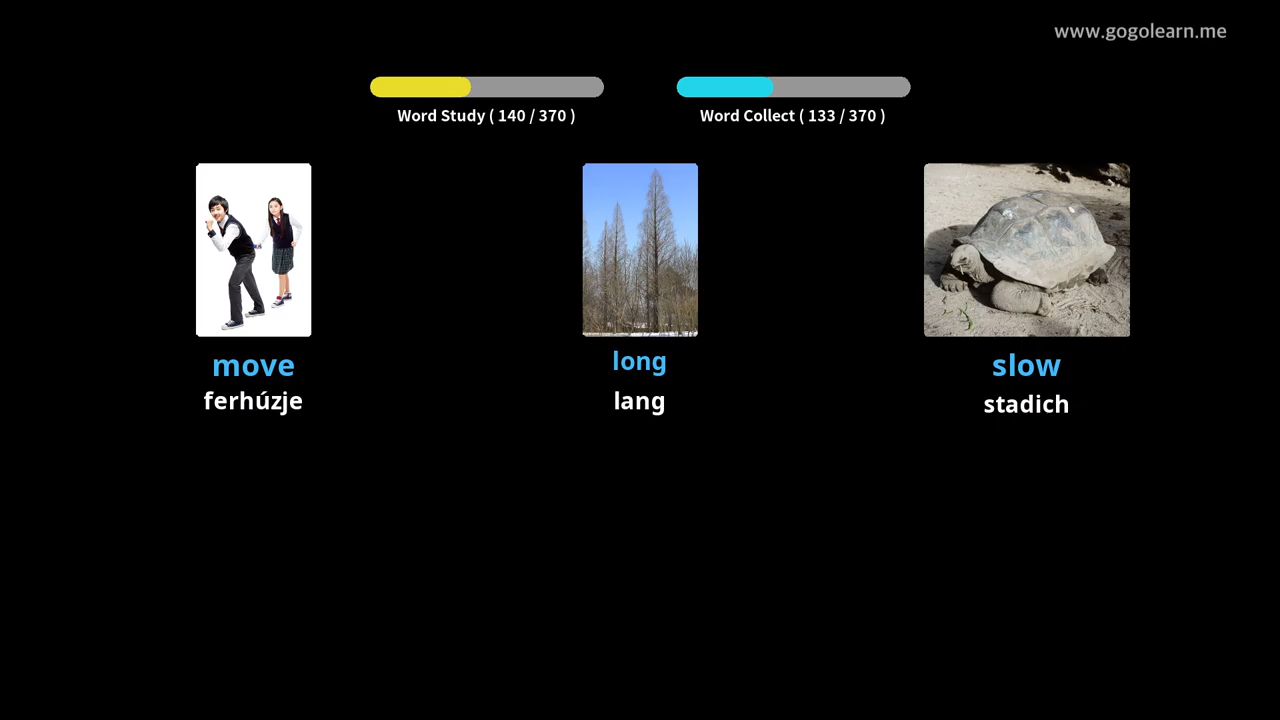 www.gogolearn.me
Word Study ( 140 / 370 )
Word Collect ( 133 / 370 )
move
ferhúzje
long
lang
slow
stadich